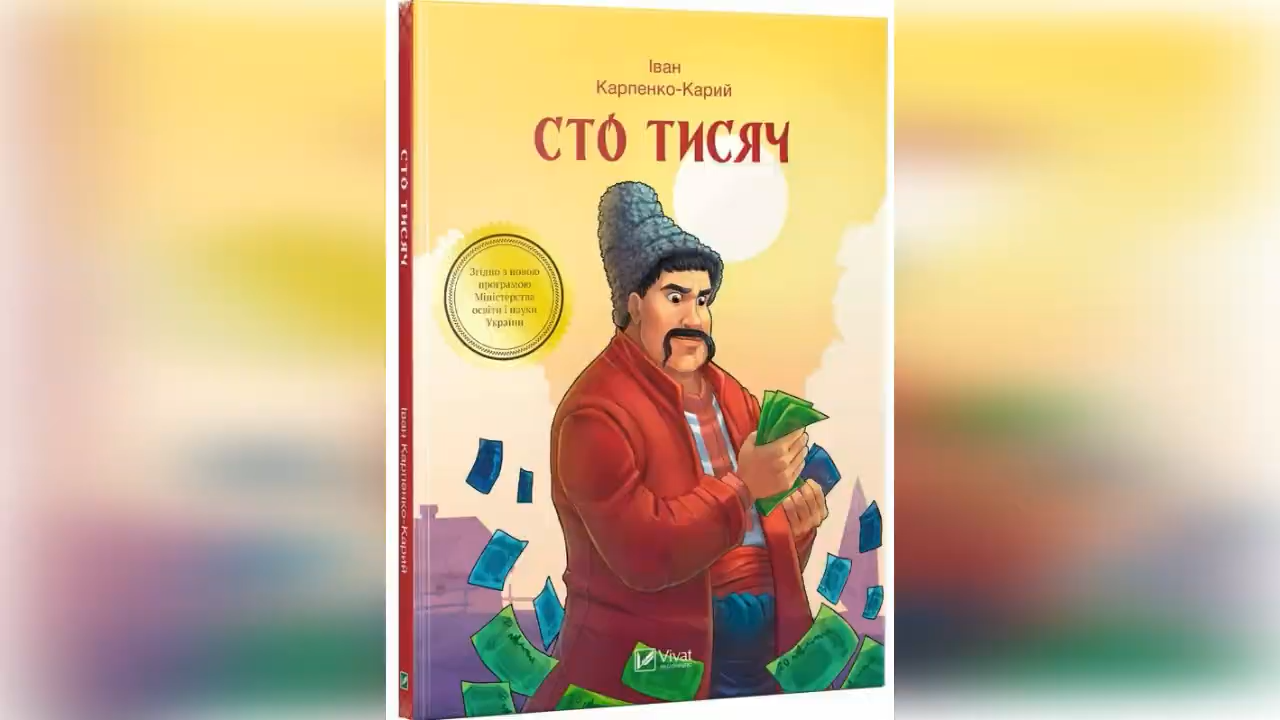 Іван
Карпенко-Карий
СТО ТИСЯЧ
Згідно з новою
програмою
Міністерства
освіти і науки
України
Vivat
СТО ТИСЯЧ
Іван Карпенко-Карий